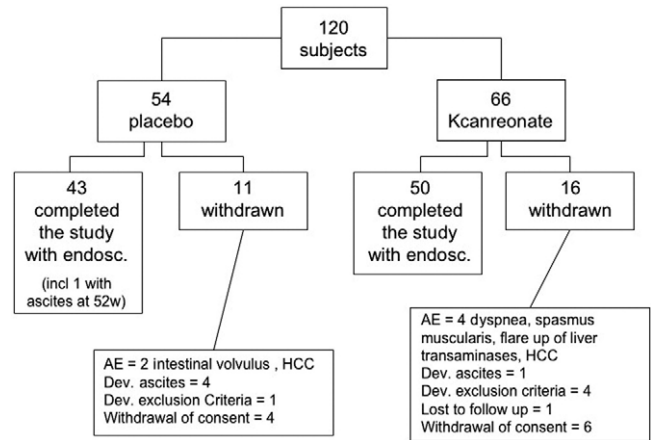 120
subjects
54
placebo
66
Kcanreonate
43
completed
the study
with endosc.
(incl 1 with
ascites at 52w)
11
withdrawn
50
completed
the study
with endosc.
16
withdrawn
AE = 2 intestinal volvulus , HCC
Dev. ascites = 4
Dev. exclusion Criteria = 1
Withdrawal of consent = 4
AE = 4 dyspnea, spasmus
muscularis, flare up of liver
transaminases, HCC
Dev. ascites = 1
Dev. exclusion criteria = 4
Lost to follow up = 1
Withdrawal of consent = 6